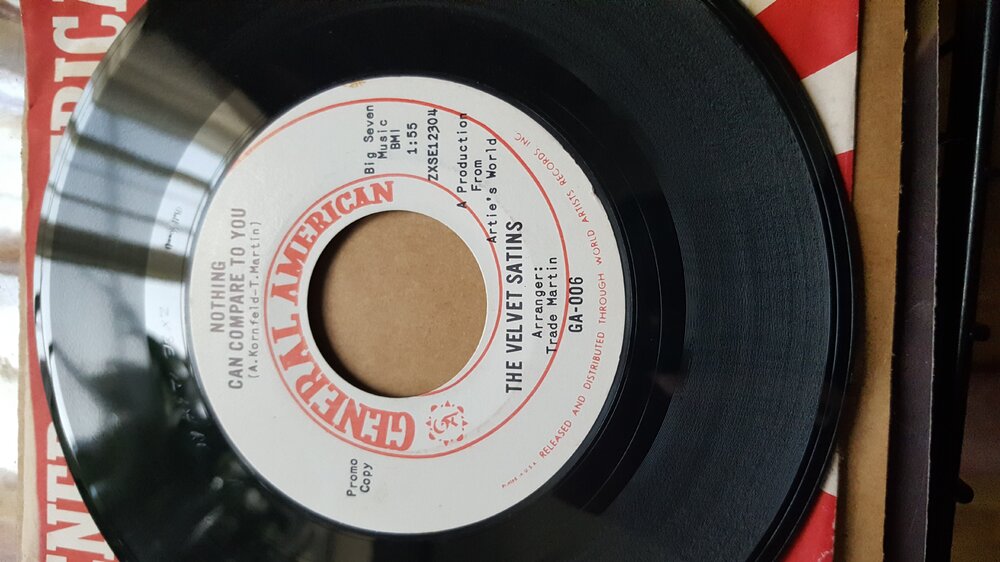 NOTHING
CAN COMPARE TO YOU
(A.Kornfeld-T.Martin)
Promo
Copy
GENERAL AMERICAN
Big Seven
Music
BMI
1:55
ZXSE12304
A Production
From
Artie's World
GA
THE VELVET SATINS
Arranger:
Trade Martin
GA-006
RELEASED AND DISTRIBUTED THROUGH WORLD ARTISTS RECORDS INC